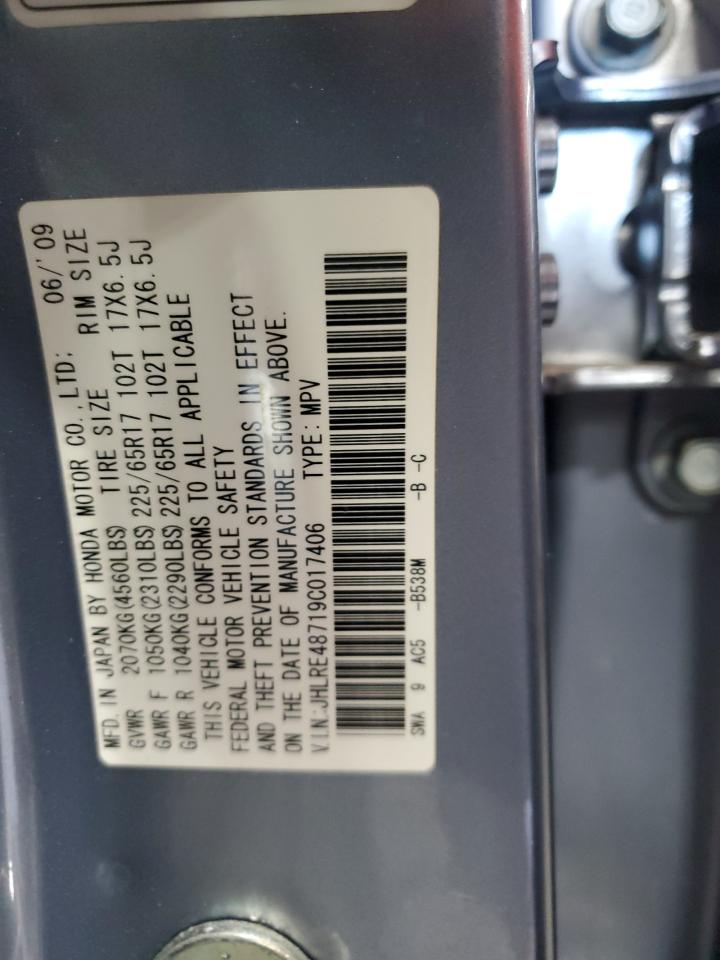 MFD. IN JAPAN BY HONDA MOTOR CO., LTD: 06/'09
TIRE SIZE RIM SIZE
GVWR 2070KG(4560LBS)
GAWR F 1050KG(2310LBS) 225/65R17 102T 17X6.5J
GAWR R 1040KG(2290LBS) 225/65R17 102T 17X6.5J
THIS VEHICLE CONFORMS TO ALL APPLICABLE
FEDERAL MOTOR VEHICLE SAFETY
AND THEFT PREVENTION STANDARDS IN EFFECT
ON THE DATE OF MANUFACTURE SHOWN ABOVE.
V.I.N:JHLRE48719C017406 TYPE: MPV
SWA 9 AC5 -B538M -B -C